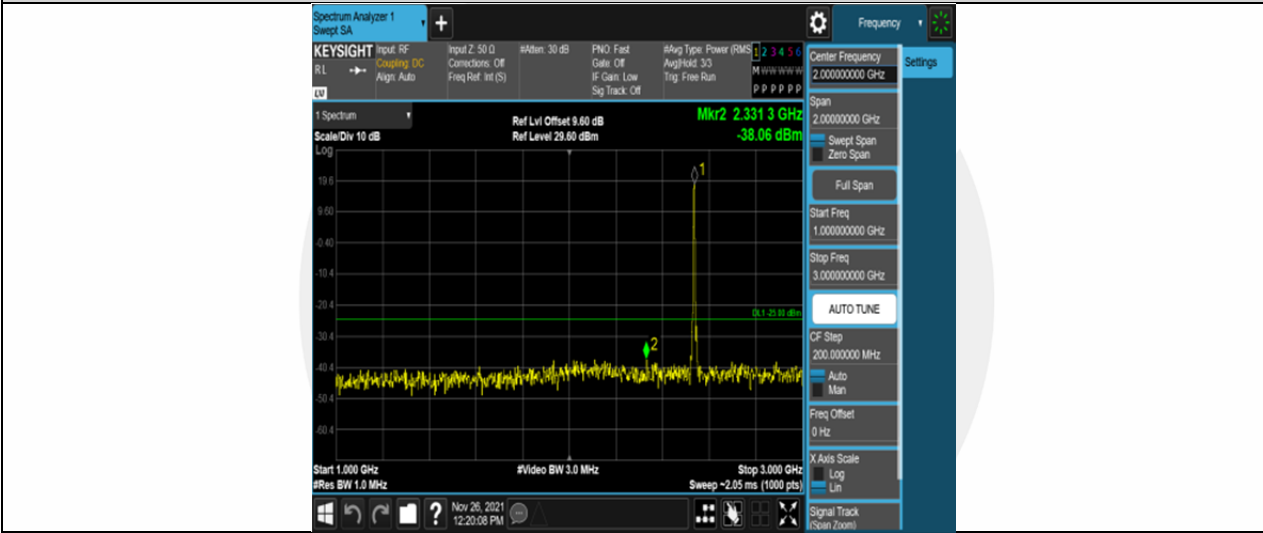 Spectrum Analyzer 1
Swept SA
+
Frequency
KEYSIGHT Input: RF Input Z: 50 Ω #Atten: 30 dB PNO: Fast #Avg Type: Power (RMS 1 2 3 4 5 6
RL Coupling: DC Corrections: Off Gate: Off Avg|Hold: 3/3 M W W W W W
Align: Auto Freq Ref: Int (S) IF Gain: Low Trig: Free Run
Sig Track: Off P P P P P P
LV
1 Spectrum
Scale/Div 10 dB
Ref Lvl Offset 9.60 dB
Ref Level 29.60 dBm
Mkr2 2.331 3 GHz
-38.06 dBm
Log
19.6
9.60
-0.40
-10.4
-20.4
-30.4
-40.4
-50.4
-60.4
1
2
DL1 -25.00 dBm
Start 1.000 GHz #Video BW 3.0 MHz Stop 3.000 GHz
#Res BW 1.0 MHz Sweep ~2.05 ms (1000 pts)
?
Nov 26, 2021
12:20:08 PM
Center Frequency
2.000000000 GHz
Settings
Span
2.00000000 GHz
Swept Span
Zero Span
Full Span
Start Freq
1.000000000 GHz
Stop Freq
3.000000000 GHz
AUTO TUNE
CF Step
200.000000 MHz
Auto
Man
Freq Offset
0 Hz
X Axis Scale
Log
Lin
Signal Track
(Span Zoom)